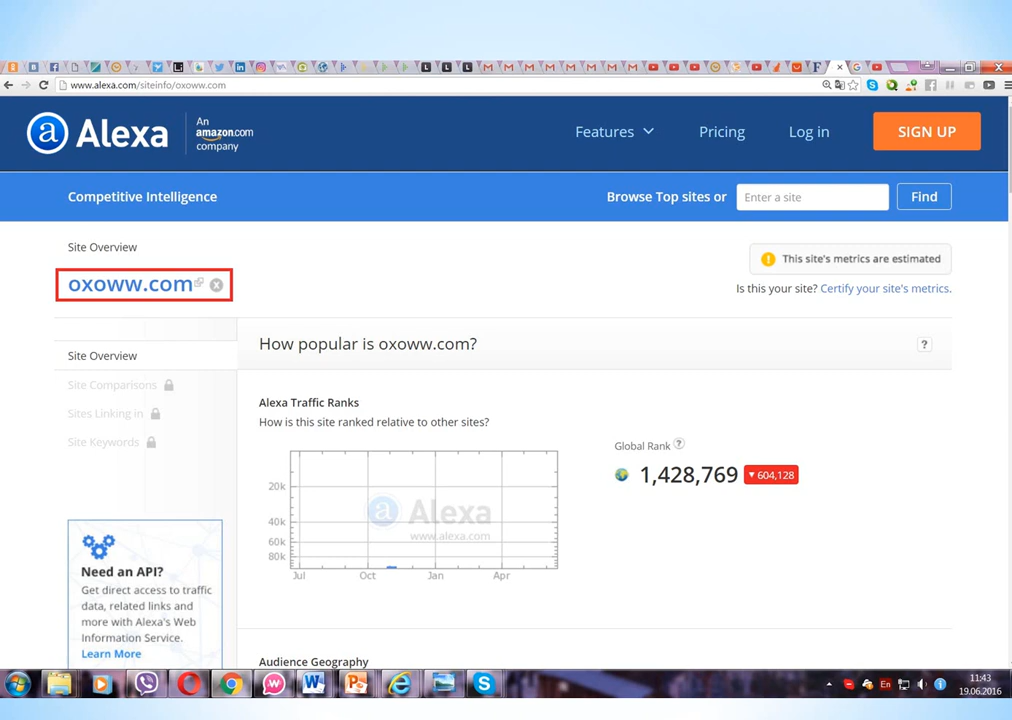 www.alexa.com/siteinfo/oxoww.com
a Alexa
An
amazon.com
company
Features
Pricing
Log in
SIGN UP
Competitive Intelligence
Browse Top sites or
Enter a site
Find
Site Overview
oxoww.com
This site's metrics are estimated
Is this your site? Certify your site's metrics.
Site Overview
Site Comparisons
Sites Linking in
Site Keywords
How popular is oxoww.com?
?
Alexa Traffic Ranks
How is this site ranked relative to other sites?
20k
40k
60k
80k
a Alexa
www.alexa.com
Jul
Oct
Jan
Apr
Global Rank ?
1,428,769
604,128
Need an API?
Get direct access to traffic
data, related links and
more with Alexa's Web
Information Service.
Learn More
Audience Geography
En
11:43
19.06.2016